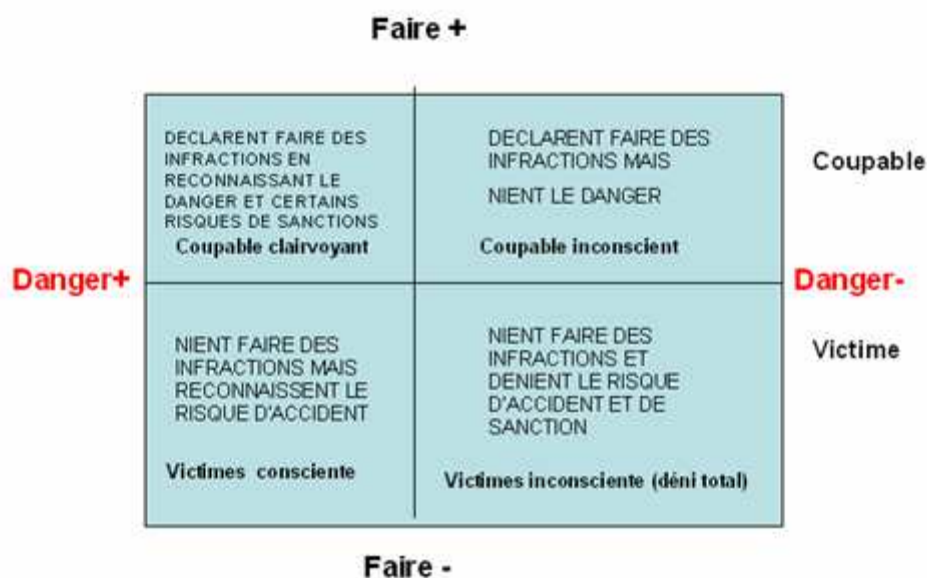 Faire +
DECLARENT FAIRE DES
INFRACTIONS EN
RECONNAISSANT LE
DANGER ET CERTAINS
RISQUES DE SANCTIONS
Coupable clairvoyant
DECLARENT FAIRE DES
INFRACTIONS MAIS
NIENT LE DANGER
Coupable inconscient
Coupable
Danger+
Danger-
NIENT FAIRE DES
INFRACTIONS MAIS
RECONNAISSENT LE
RISQUE D'ACCIDENT
Victimes consciente
NIENT FAIRE DES
INFRACTIONS ET
DENIENT LE RISQUE
D'ACCIDENT ET DE
SANCTION
Victimes inconsciente (déni total)
Victime
Faire -